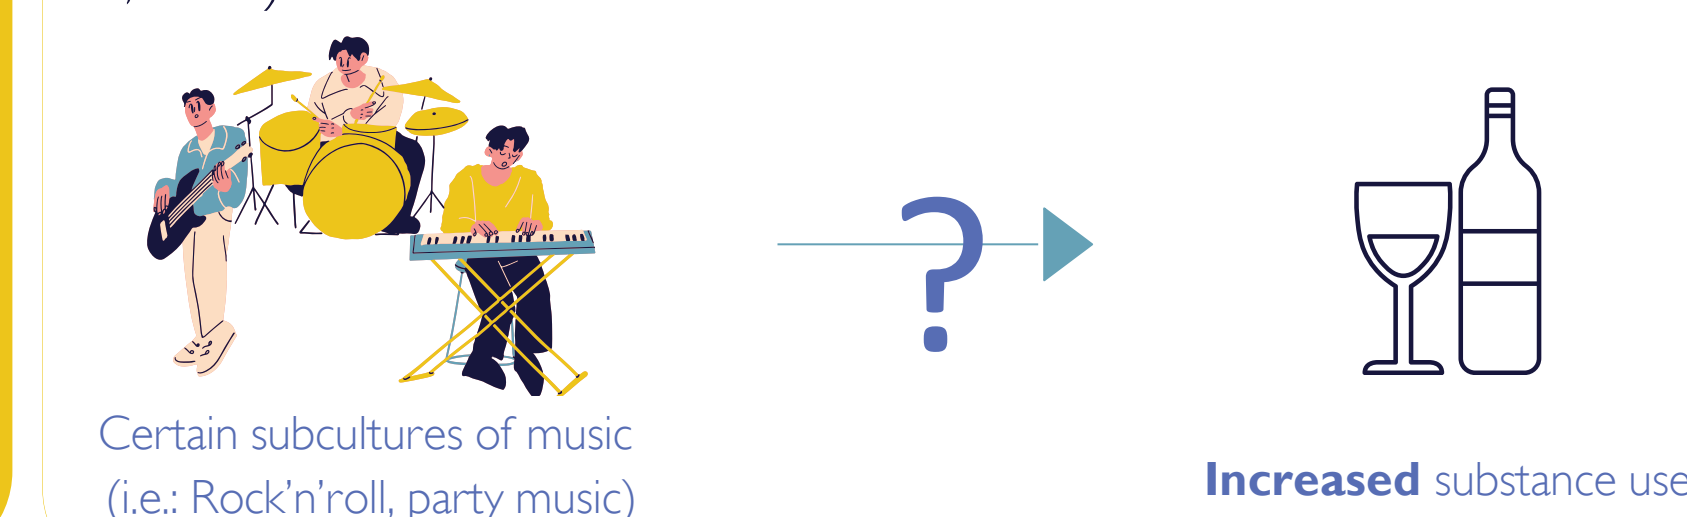 ?
Certain subcultures of music
(i.e.: Rock'n'roll, party music)
Increased substance use